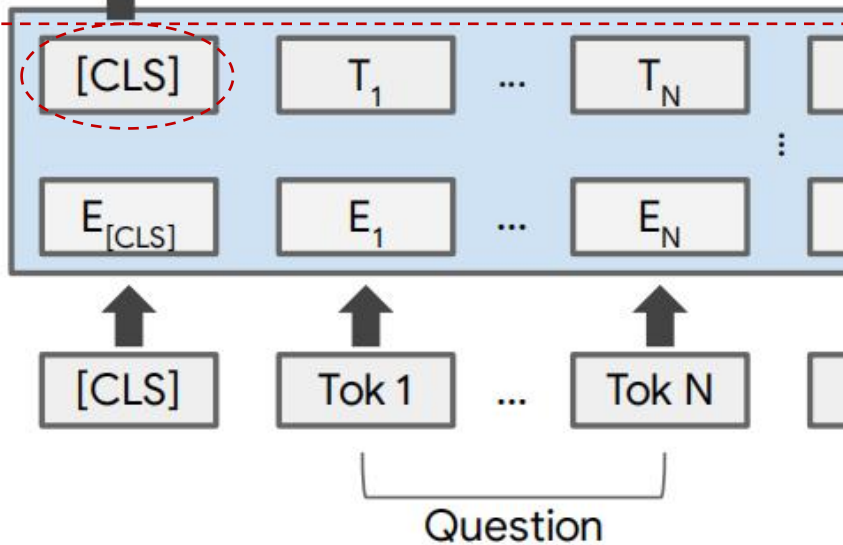 [CLS] T1 ... TN
...
E[CLS] E1 ... EN
[CLS] Tok 1 ... Tok N
Question